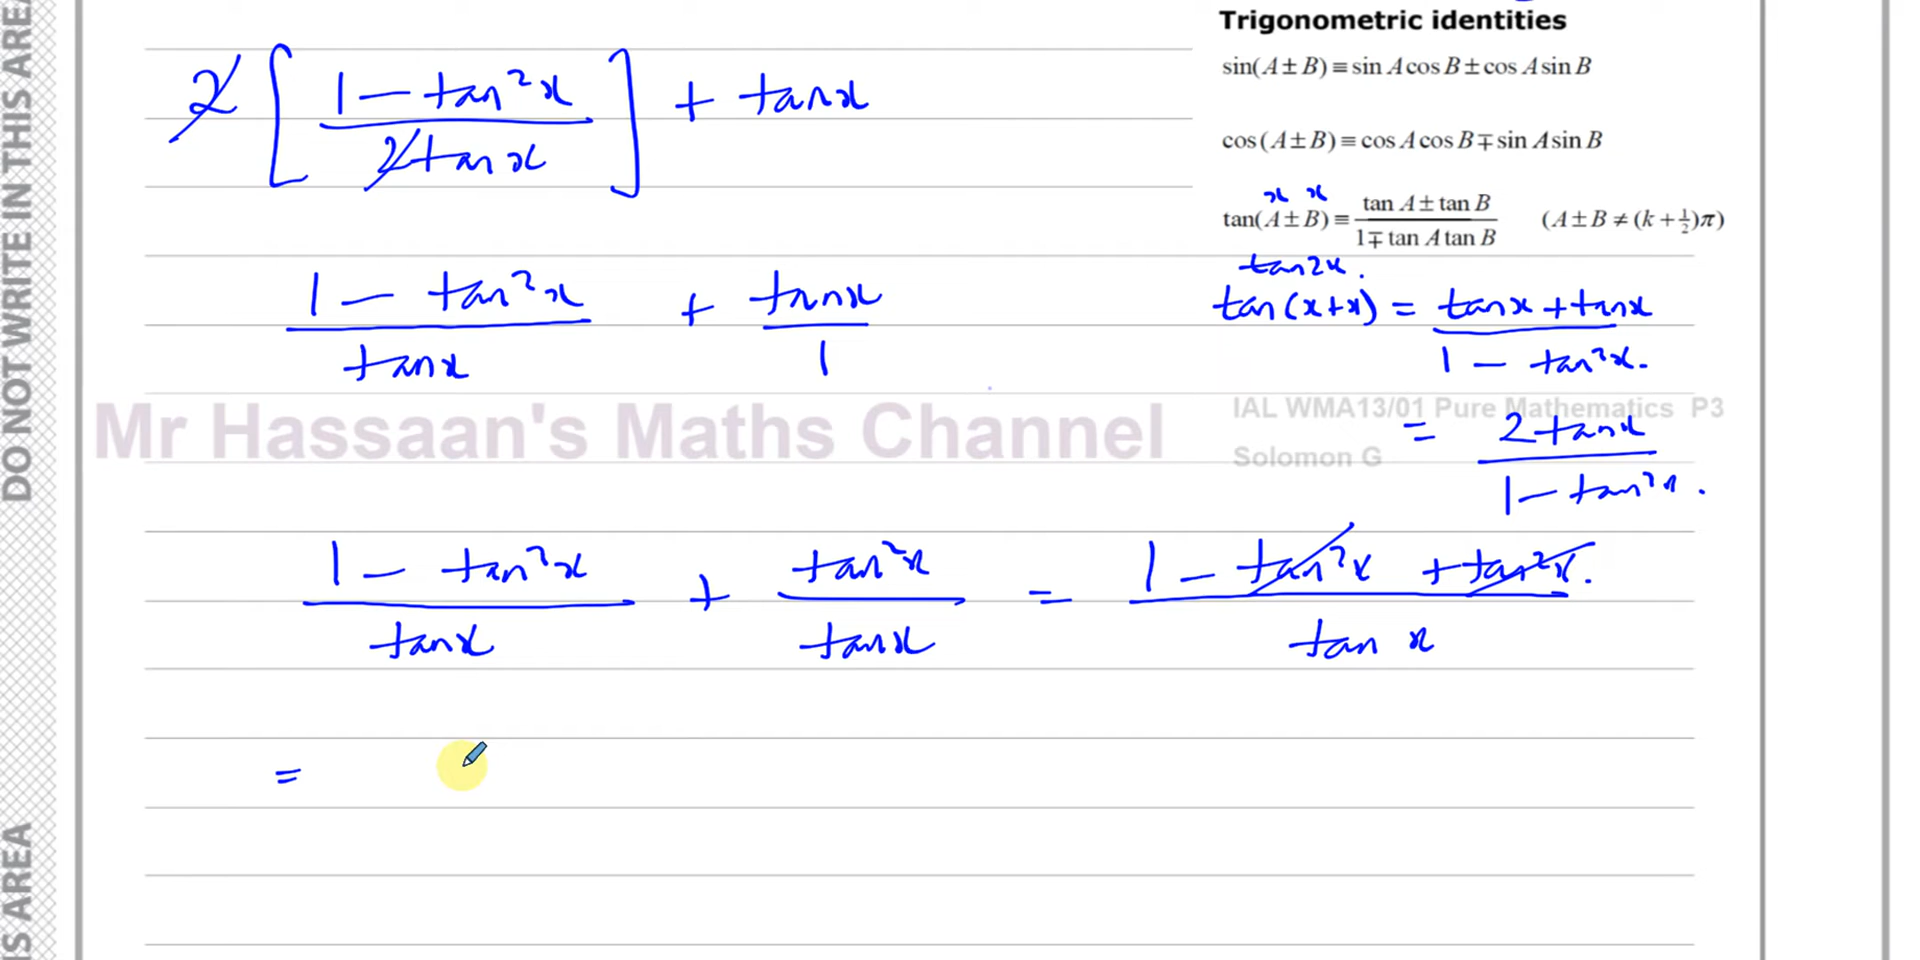 DO NOT WRITE IN THIS AREA
IS AREA
2 [ (1 - tan²x) / (2 tan x) ] + tanx
(1 - tan²x) / tanx + tanx / 1
(1 - tan²x) / tanx + tan²x / tanx = (1 - tan²x + tan²x.) / tan x
=
Trigonometric identities
sin(A ± B) ≡ sin A cos B ± cos A sin B
cos (A ± B) ≡ cos A cos B ∓ sin A sin B
x x
tan(A ± B) ≡ (tan A ± tan B) / (1 ∓ tan A tan B) (A ± B ≠ (k + ½)π)
tan2x.
tan(x+x) = (tanx + tanx) / (1 - tan²x.)
= 2tanx / (1 - tan²x.)
Mr Hassaan's Maths Channel
IAL WMA13/01 Pure Mathematics P3
Solomon G